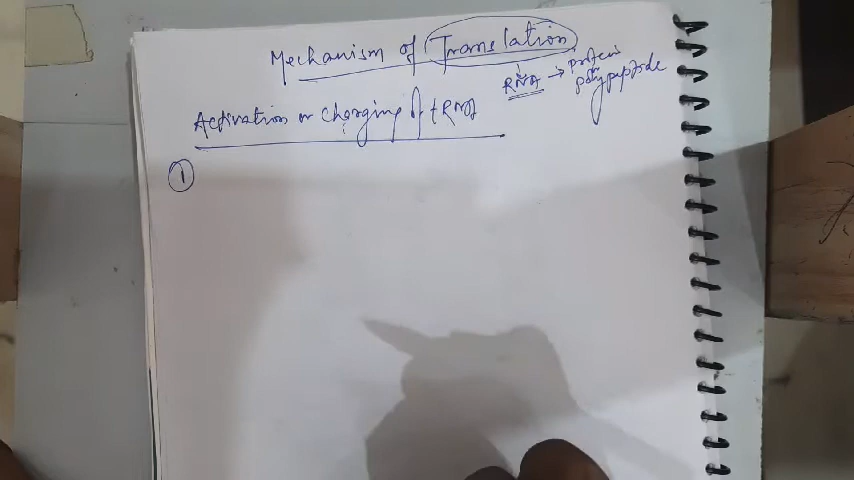 Mechanism of Translation
RNA → Protein
polypeptide
Activation or Charging of tRNA
①